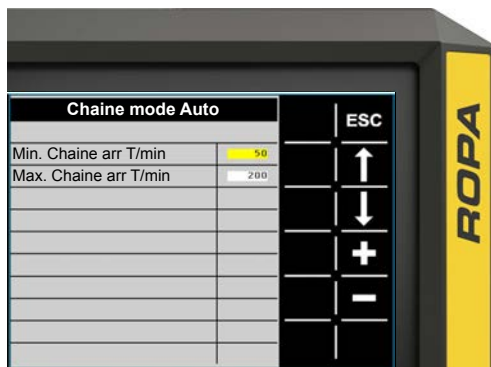 Chaine mode Auto
ESC
Min. Chaine arr T/min 50
Max. Chaine arr T/min 200
ROPA